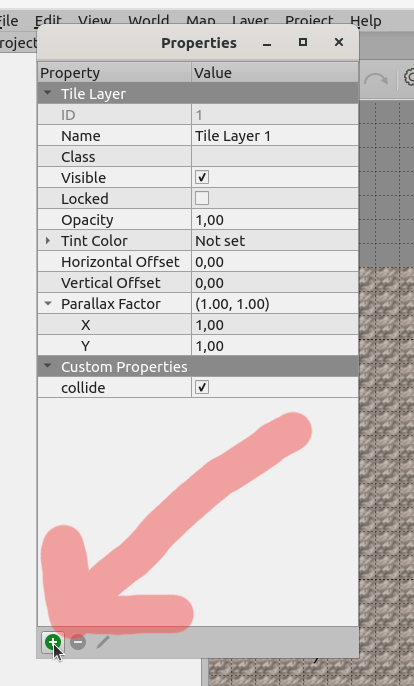 File Edit View World Map Layer Project Help
Project
Properties
Property Value
Tile Layer
ID 1
Name Tile Layer 1
Class
Visible
Locked
Opacity 1,00
Tint Color Not set
Horizontal Offset 0,00
Vertical Offset 0,00
Parallax Factor (1.00, 1.00)
X 1,00
Y 1,00
Custom Properties
collide